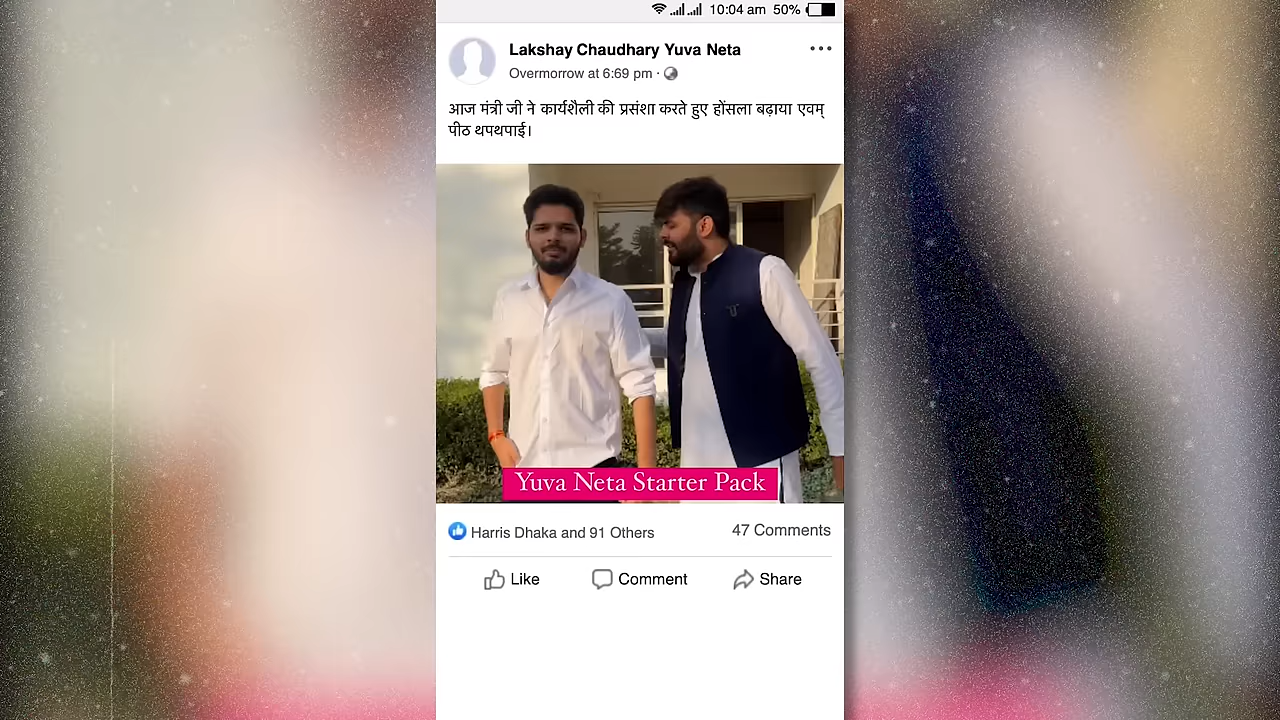 10:04 am 50%
Lakshay Chaudhary Yuva Neta
Overmorrow at 6:69 pm ·
आज मंत्री जी ने कार्यशैली की प्रसंशा करते हुए होंसला बढ़ाया एवम्
पीठ थपथपाई।
Yuva Neta Starter Pack
Harris Dhaka and 91 Others
47 Comments
Like
Comment
Share